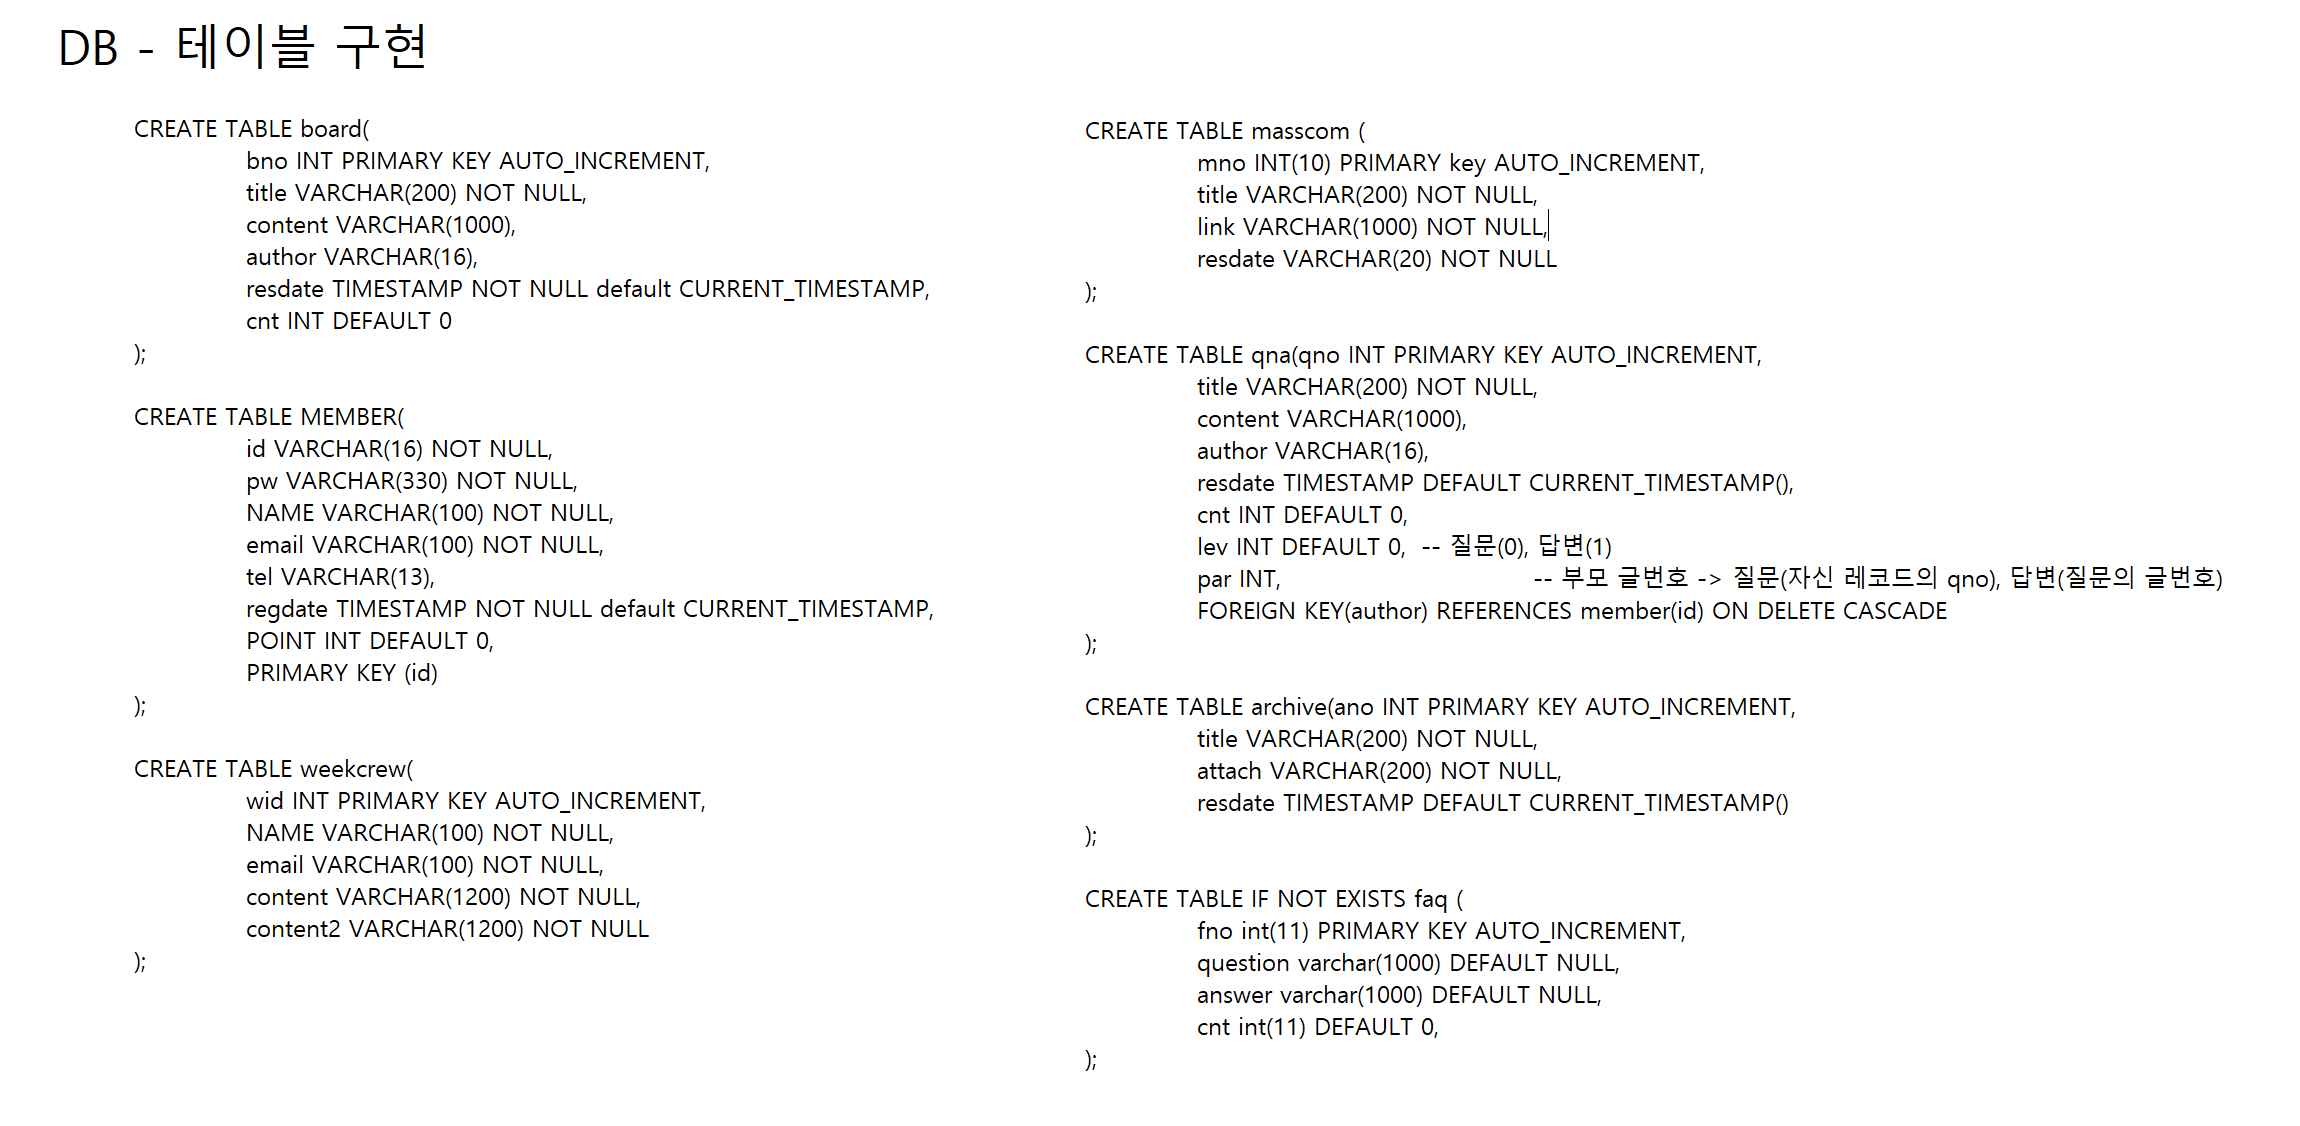 DB - 테이블 구현
CREATE TABLE board(
bno INT PRIMARY KEY AUTO_INCREMENT,
title VARCHAR(200) NOT NULL,
content VARCHAR(1000),
author VARCHAR(16),
resdate TIMESTAMP NOT NULL default CURRENT_TIMESTAMP,
cnt INT DEFAULT 0
);
CREATE TABLE MEMBER(
id VARCHAR(16) NOT NULL,
pw VARCHAR(330) NOT NULL,
NAME VARCHAR(100) NOT NULL,
email VARCHAR(100) NOT NULL,
tel VARCHAR(13),
regdate TIMESTAMP NOT NULL default CURRENT_TIMESTAMP,
POINT INT DEFAULT 0,
PRIMARY KEY (id)
);
CREATE TABLE weekcrew(
wid INT PRIMARY KEY AUTO_INCREMENT,
NAME VARCHAR(100) NOT NULL,
email VARCHAR(100) NOT NULL,
content VARCHAR(1200) NOT NULL,
content2 VARCHAR(1200) NOT NULL
);
CREATE TABLE masscom (
mno INT(10) PRIMARY key AUTO_INCREMENT,
title VARCHAR(200) NOT NULL,
link VARCHAR(1000) NOT NULL,
resdate VARCHAR(20) NOT NULL
);
CREATE TABLE qna(qno INT PRIMARY KEY AUTO_INCREMENT,
title VARCHAR(200) NOT NULL,
content VARCHAR(1000),
author VARCHAR(16),
resdate TIMESTAMP DEFAULT CURRENT_TIMESTAMP(),
cnt INT DEFAULT 0,
lev INT DEFAULT 0, -- 질문(0), 답변(1)
par INT, -- 부모 글번호 -> 질문(자신 레코드의 qno), 답변(질문의 글번호)
FOREIGN KEY(author) REFERENCES member(id) ON DELETE CASCADE
);
CREATE TABLE archive(ano INT PRIMARY KEY AUTO_INCREMENT,
title VARCHAR(200) NOT NULL,
attach VARCHAR(200) NOT NULL,
resdate TIMESTAMP DEFAULT CURRENT_TIMESTAMP()
);
CREATE TABLE IF NOT EXISTS faq (
fno int(11) PRIMARY KEY AUTO_INCREMENT,
question varchar(1000) DEFAULT NULL,
answer varchar(1000) DEFAULT NULL,
cnt int(11) DEFAULT 0,
);